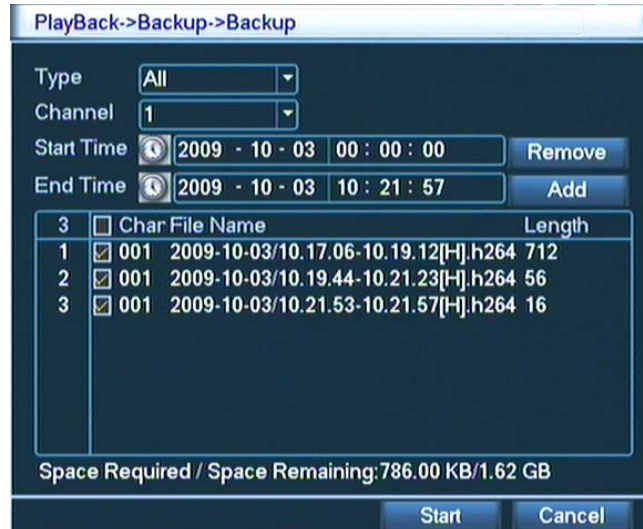 PlayBack->Backup->Backup
Type All
Channel 1
Start Time 2009 - 10 - 03 00 : 00 : 00 Remove
End Time 2009 - 10 - 03 10 : 21 : 57 Add
3 Char File Name Length
1 001 2009-10-03/10.17.06-10.19.12[H].h264 712
2 001 2009-10-03/10.19.44-10.21.23[H].h264 56
3 001 2009-10-03/10.21.53-10.21.57[H].h264 16
Space Required / Space Remaining:786.00 KB/1.62 GB
Start Cancel